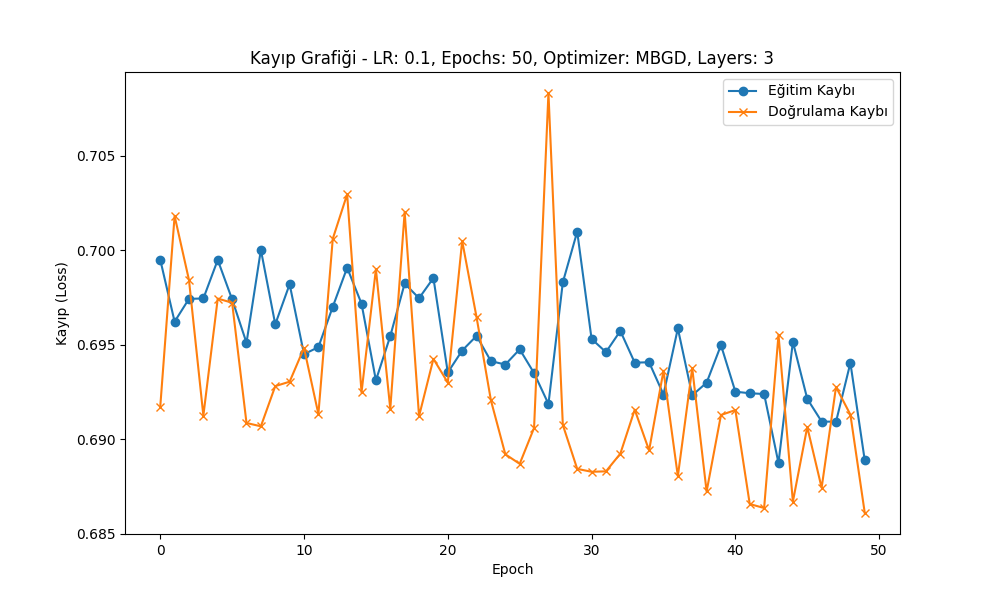 Kayıp Grafiği - LR: 0.1, Epochs: 50, Optimizer: MBGD, Layers: 3
Eğitim Kaybı
Doğrulama Kaybı
0.705
0.700
0.695
0.690
0.685
Kayıp (Loss)
0 10 20 30 40 50
Epoch